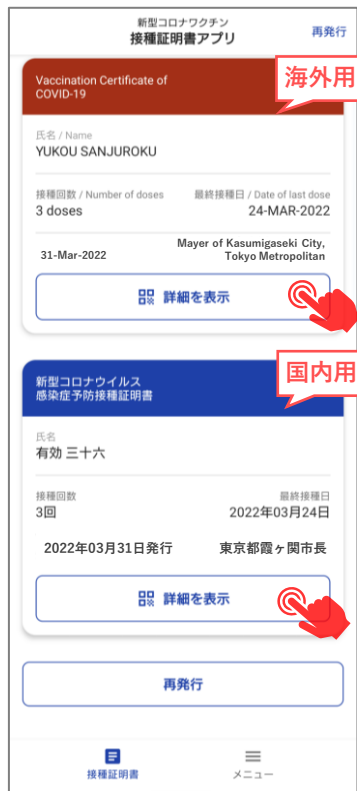 新型コロナワクチン
接種証明書アプリ
再発行
海外用
Vaccination Certificate of
COVID-19
氏名 / Name
YUKOU SANJUROKU
接種回数 / Number of doses
最終接種日 / Date of last dose
3 doses
24-MAR-2022
31-Mar-2022
Mayer of Kasumigaseki City,
Tokyo Metropolitan
詳細を表示
国内用
新型コロナウイルス
感染症予防接種証明書
氏名
有効 三十六
接種回数
最終接種日
3回
2022年03月24日
2022年03月31日発行
東京都霞ヶ関市長
詳細を表示
再発行
接種証明書
メニュー